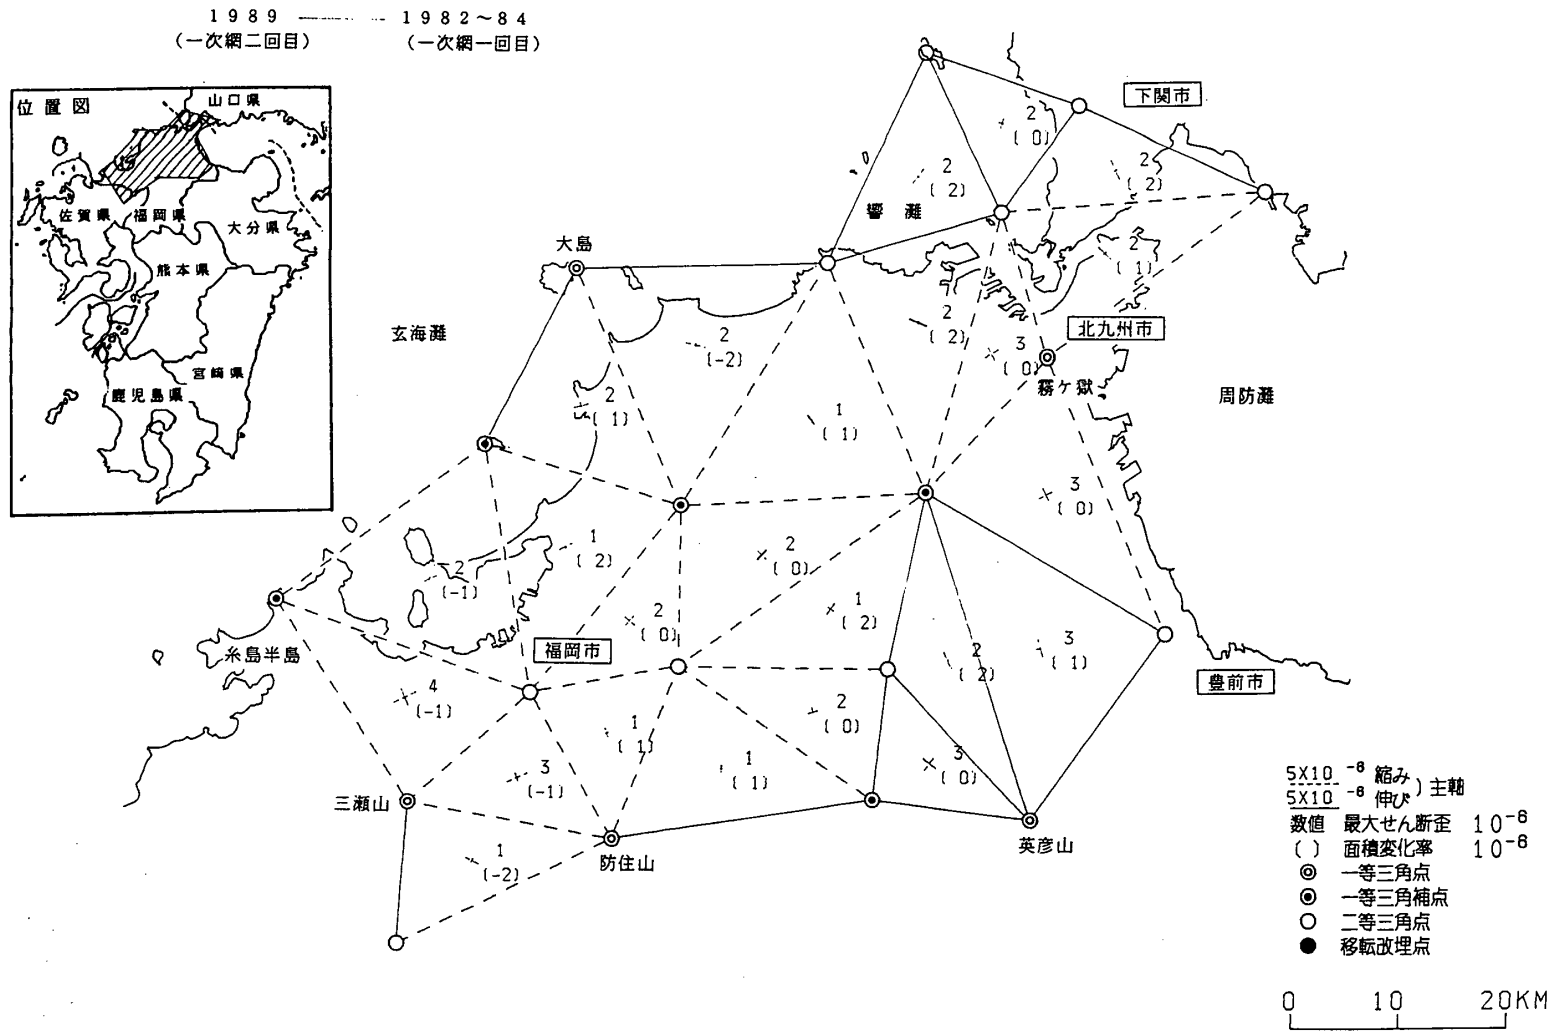 1989 ―――――― 1982～84
(一次網二回目) (一次網一回目)
位置図
山口県
佐賀県 福岡県
大分県
熊本県
宮崎県
鹿児島県
下関市
2
( 0)
2
( 2)
2
( 2)
響灘
大島
2
( 1)
玄海灘
2
(-2)
2
( 2)
北九州市
3
( 0)
霧ケ獄
周防灘
2
( 1)
1
( 1)
3
( 0)
1
( 2)
2
( 0)
2
(-1)
1
( 2)
2
( 0)
糸島半島
福岡市
2
( 2)
3
( 1)
豊前市
4
(-1)
2
( 0)
1
( 1)
3
(-1)
1
( 1)
3
( 0)
三瀬山
防住山
英彦山
1
(-2)
5X10⁻⁶ 縮み
5X10⁻⁶ 伸び
)主軸
数値 最大せん断歪 10⁻⁶
( ) 面積変化率 10⁻⁶
◎ 一等三角点
一等三角補点
○ 二等三角点
● 移転改埋点
0 10 20KM